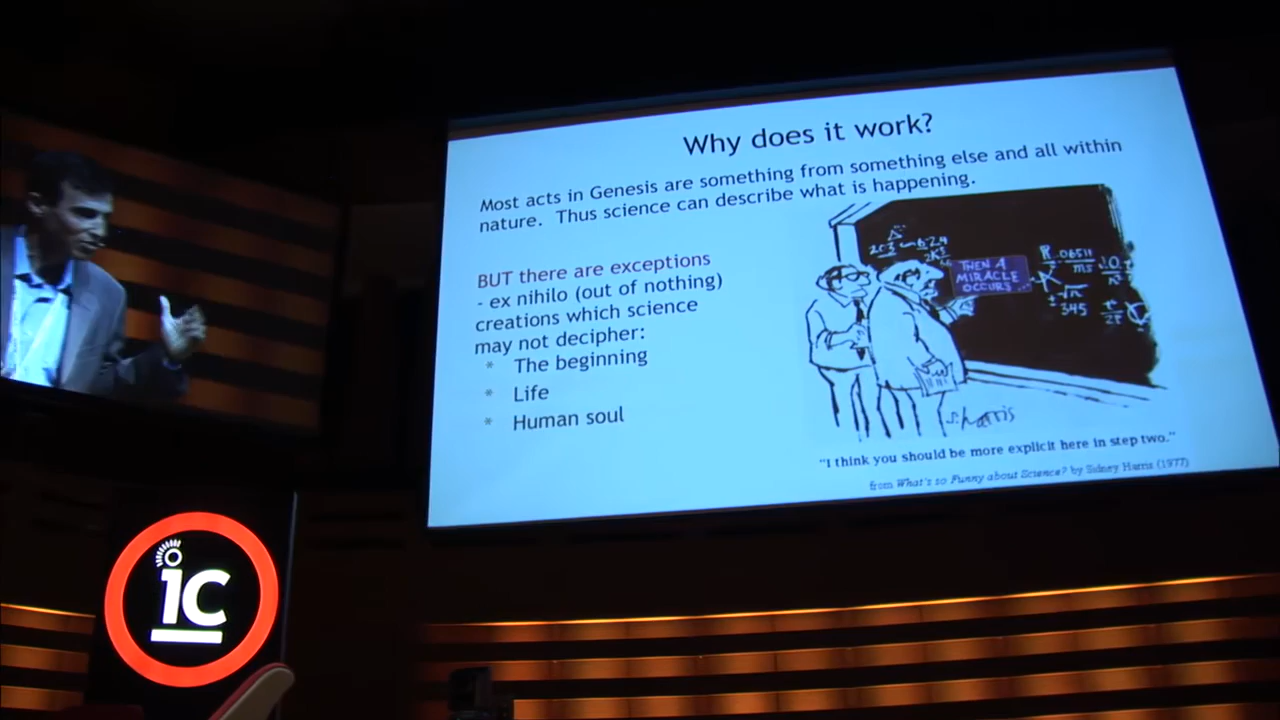 Why does it work?
Most acts in Genesis are something from something else and all within
nature. Thus science can describe what is happening.
BUT there are exceptions
- ex nihilo (out of nothing)
creations which science
may not decipher:
* The beginning
* Life
* Human soul
THEN A
MIRACLE
OCCURS...
S. Harris
"I think you should be more explicit here in step two."
from What's so Funny about Science? by Sidney Harris (1977)
iC